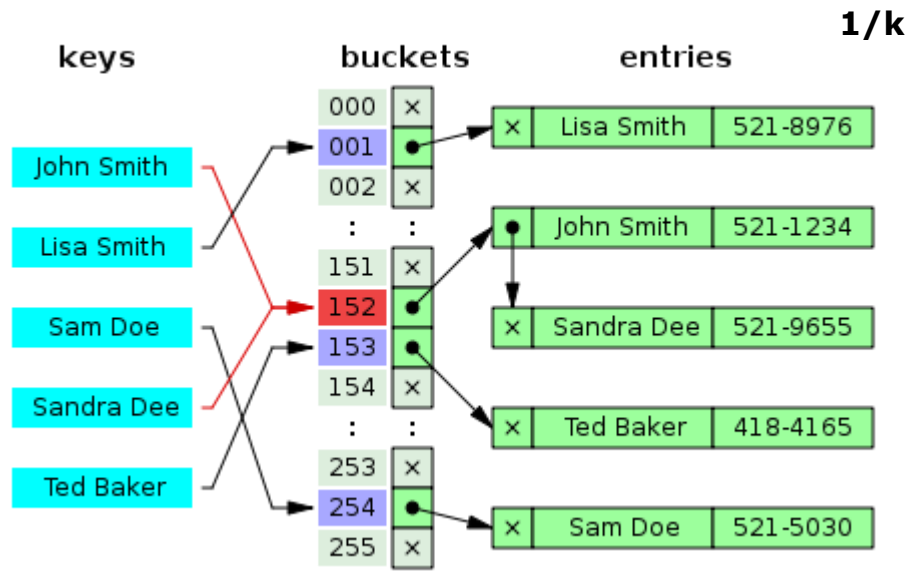 1/k
keys buckets entries
000 ×
× Lisa Smith 521-8976
001
John Smith
002 ×
: :
× John Smith 521-1234
Lisa Smith
151 ×
152
Sam Doe
× Sandra Dee 521-9655
153
154 ×
Sandra Dee
: :
× Ted Baker 418-4165
253 ×
Ted Baker
254
× Sam Doe 521-5030
255 ×